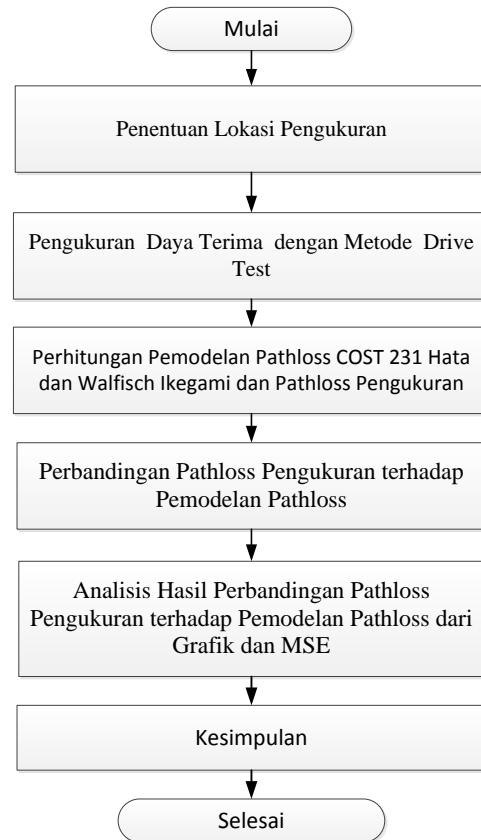 Mulai
Penentuan Lokasi Pengukuran
Pengukuran Daya Terima dengan Metode Drive
Test
Perhitungan Pemodelan Pathloss COST 231 Hata
dan Walfisch Ikegami dan Pathloss Pengukuran
Perbandingan Pathloss Pengukuran terhadap
Pemodelan Pathloss
Analisis Hasil Perbandingan Pathloss
Pengukuran terhadap Pemodelan Pathloss dari
Grafik dan MSE
Kesimpulan
Selesai